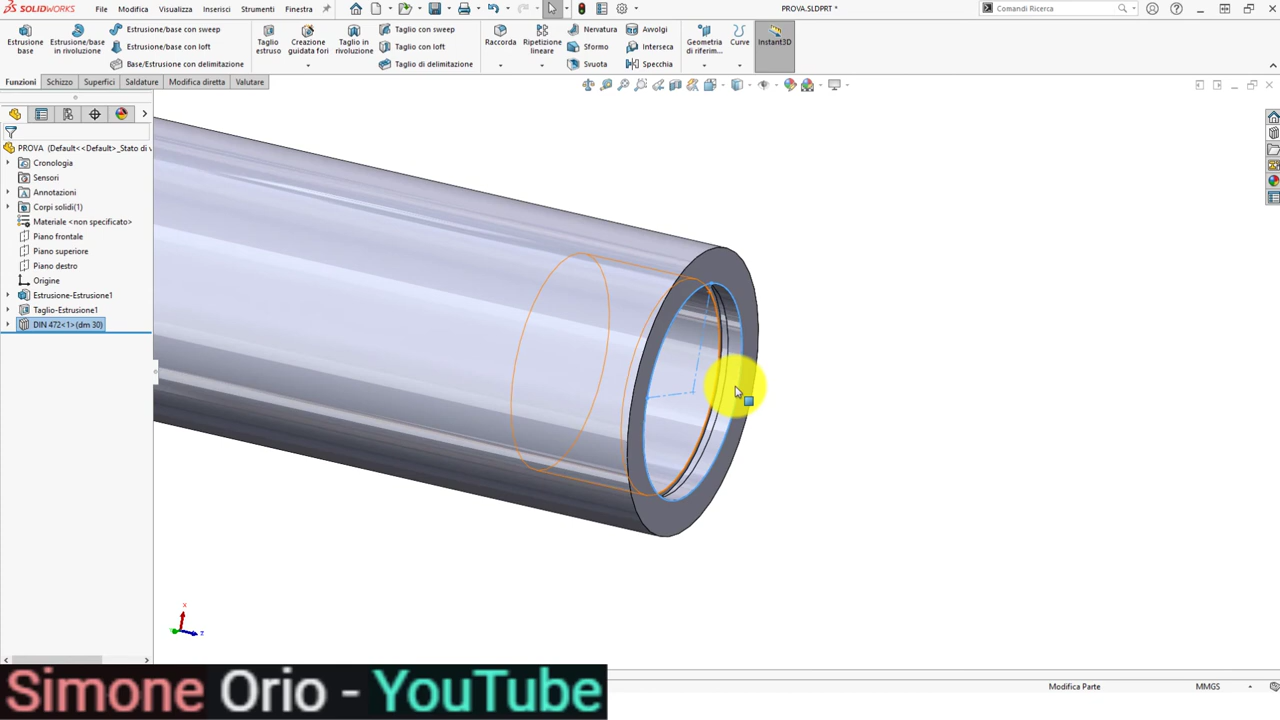 SOLIDWORKS File Modifica Visualizza Inserisci Strumenti Finestra PROVA.SLDPRT * Comandi Ricerca
Estrusione base
Estrusione/base in rivoluzione
Estrusione/base con sweep
Estrusione/base con loft
Base/Estrusione con delimitazione
Taglio estruso
Creazione guidata fori
Taglio in rivoluzione
Taglio con sweep
Taglio con loft
Taglio di delimitazione
Raccorda
Ripetizione lineare
Nervatura
Sformo
Svuota
Avvolgi
Interseca
Specchia
Geometria di riferim...
Curve
Instant3D
Funzioni Schizzo Superfici Saldature Modifica diretta Valutare
PROVA (Default<<Default>_Stato di v
Cronologia
Sensori
Annotazioni
Corpi solidi(1)
Materiale <non specificato>
Piano frontale
Piano superiore
Piano destro
Origine
Estrusione-Estrusione1
Taglio-Estrusione1
DIN 472<1> (dm 30)
x
y
z
Simone Orio - YouTube
Modifica Parte MMGS